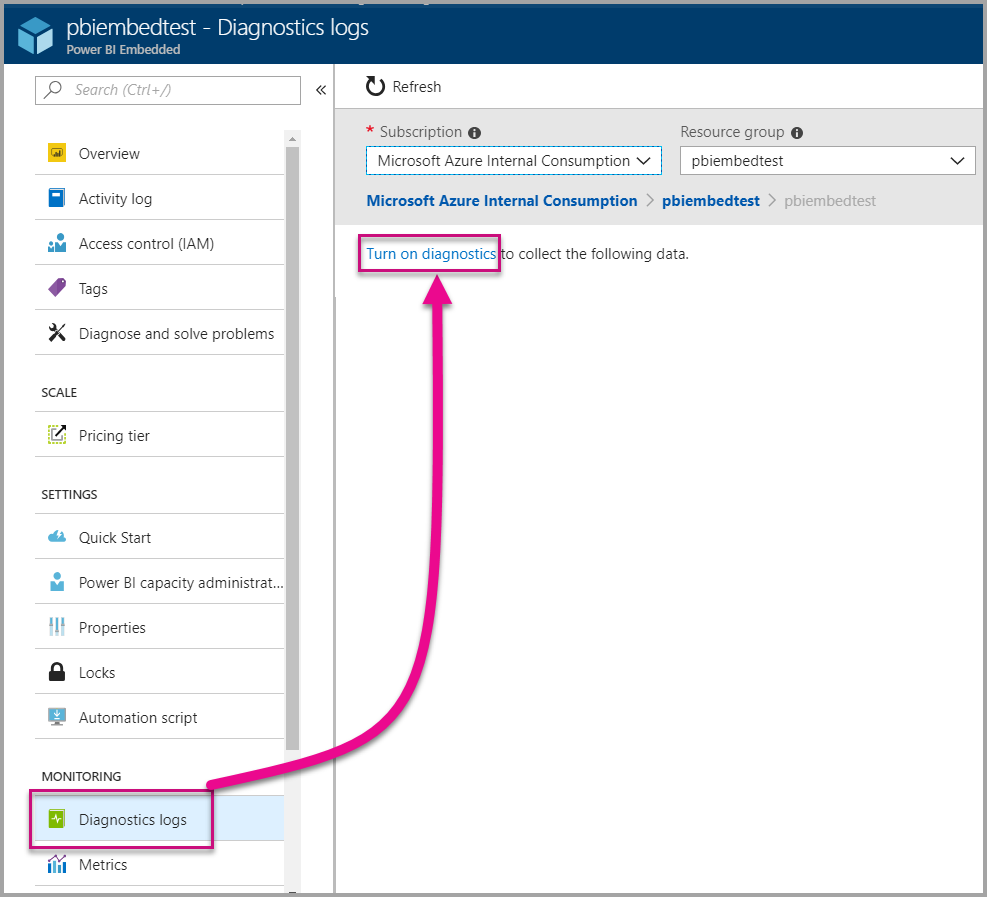 pbiembedtest - Diagnostics logs
Power BI Embedded
Search (Ctrl+/)
«
Overview
Activity log
Access control (IAM)
Tags
Diagnose and solve problems
SCALE
Pricing tier
SETTINGS
Quick Start
Power BI capacity administrat...
Properties
Locks
Automation script
MONITORING
Diagnostics logs
Metrics
Refresh
* Subscription
Resource group
Microsoft Azure Internal Consumption
pbiembedtest
Microsoft Azure Internal Consumption > pbiembedtest > pbiembedtest
Turn on diagnostics to collect the following data.